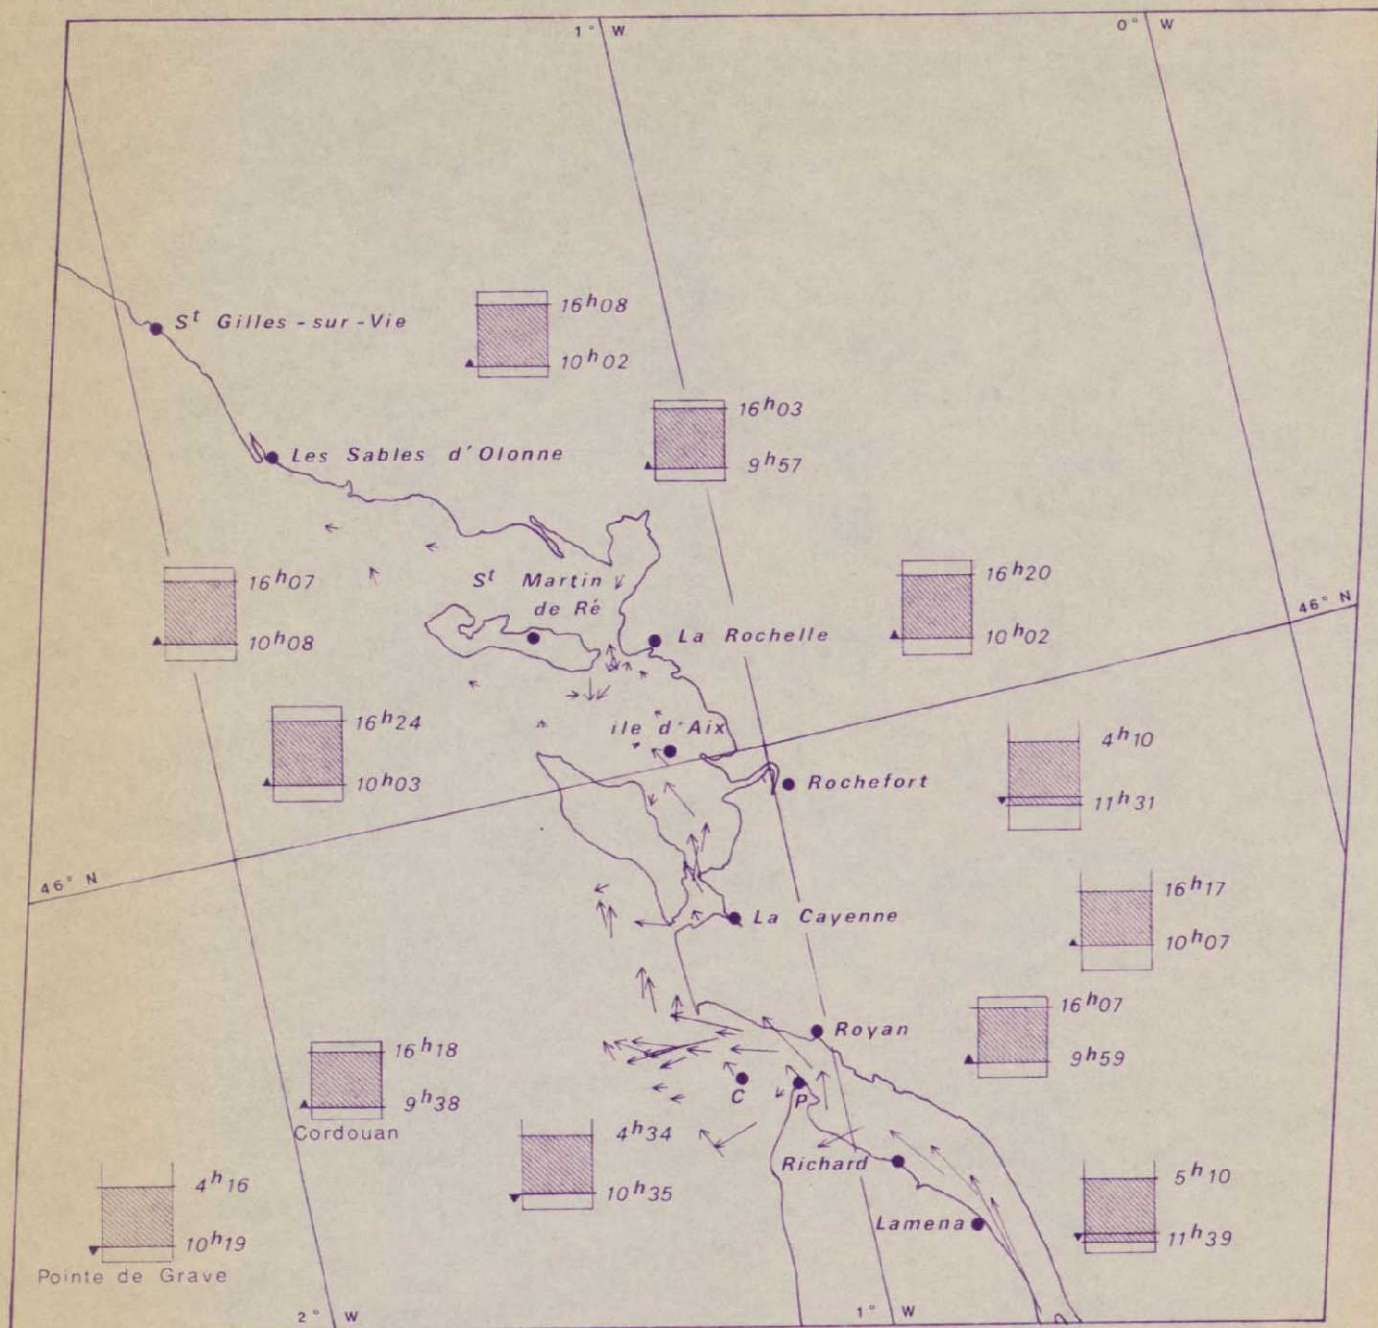 1° W
0° W
16h08
St Gilles-sur-Vie
10h02
16h03
Les Sables d'Olonne
9h57
16h07
St Martin
de Ré
16h20
46° N
10h08
La Rochelle
10h02
16h24
ile d'Aix
4h10
10h03
Rochefort
11h31
46° N
16h17
La Cayenne
10h07
16h07
Royan
16h18
9h59
C
P
9h38
Cordouan
4h34
Richard
4h16
5h10
10h35
Lamena
10h19
11h39
Pointe de Grave
2° W
1° W